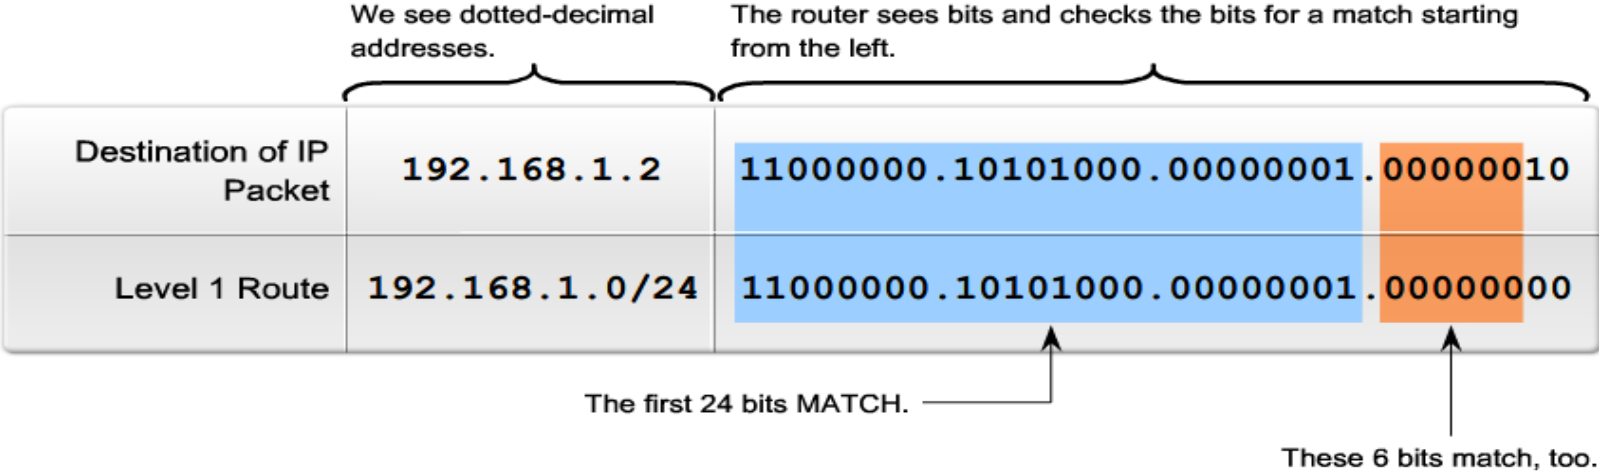 We see dotted-decimal
addresses.
The router sees bits and checks the bits for a match starting
from the left.
Destination of IP
Packet
192.168.1.2
11000000.10101000.00000001.00000010
Level 1 Route
192.168.1.0/24
11000000.10101000.00000001.00000000
The first 24 bits MATCH.
These 6 bits match, too.